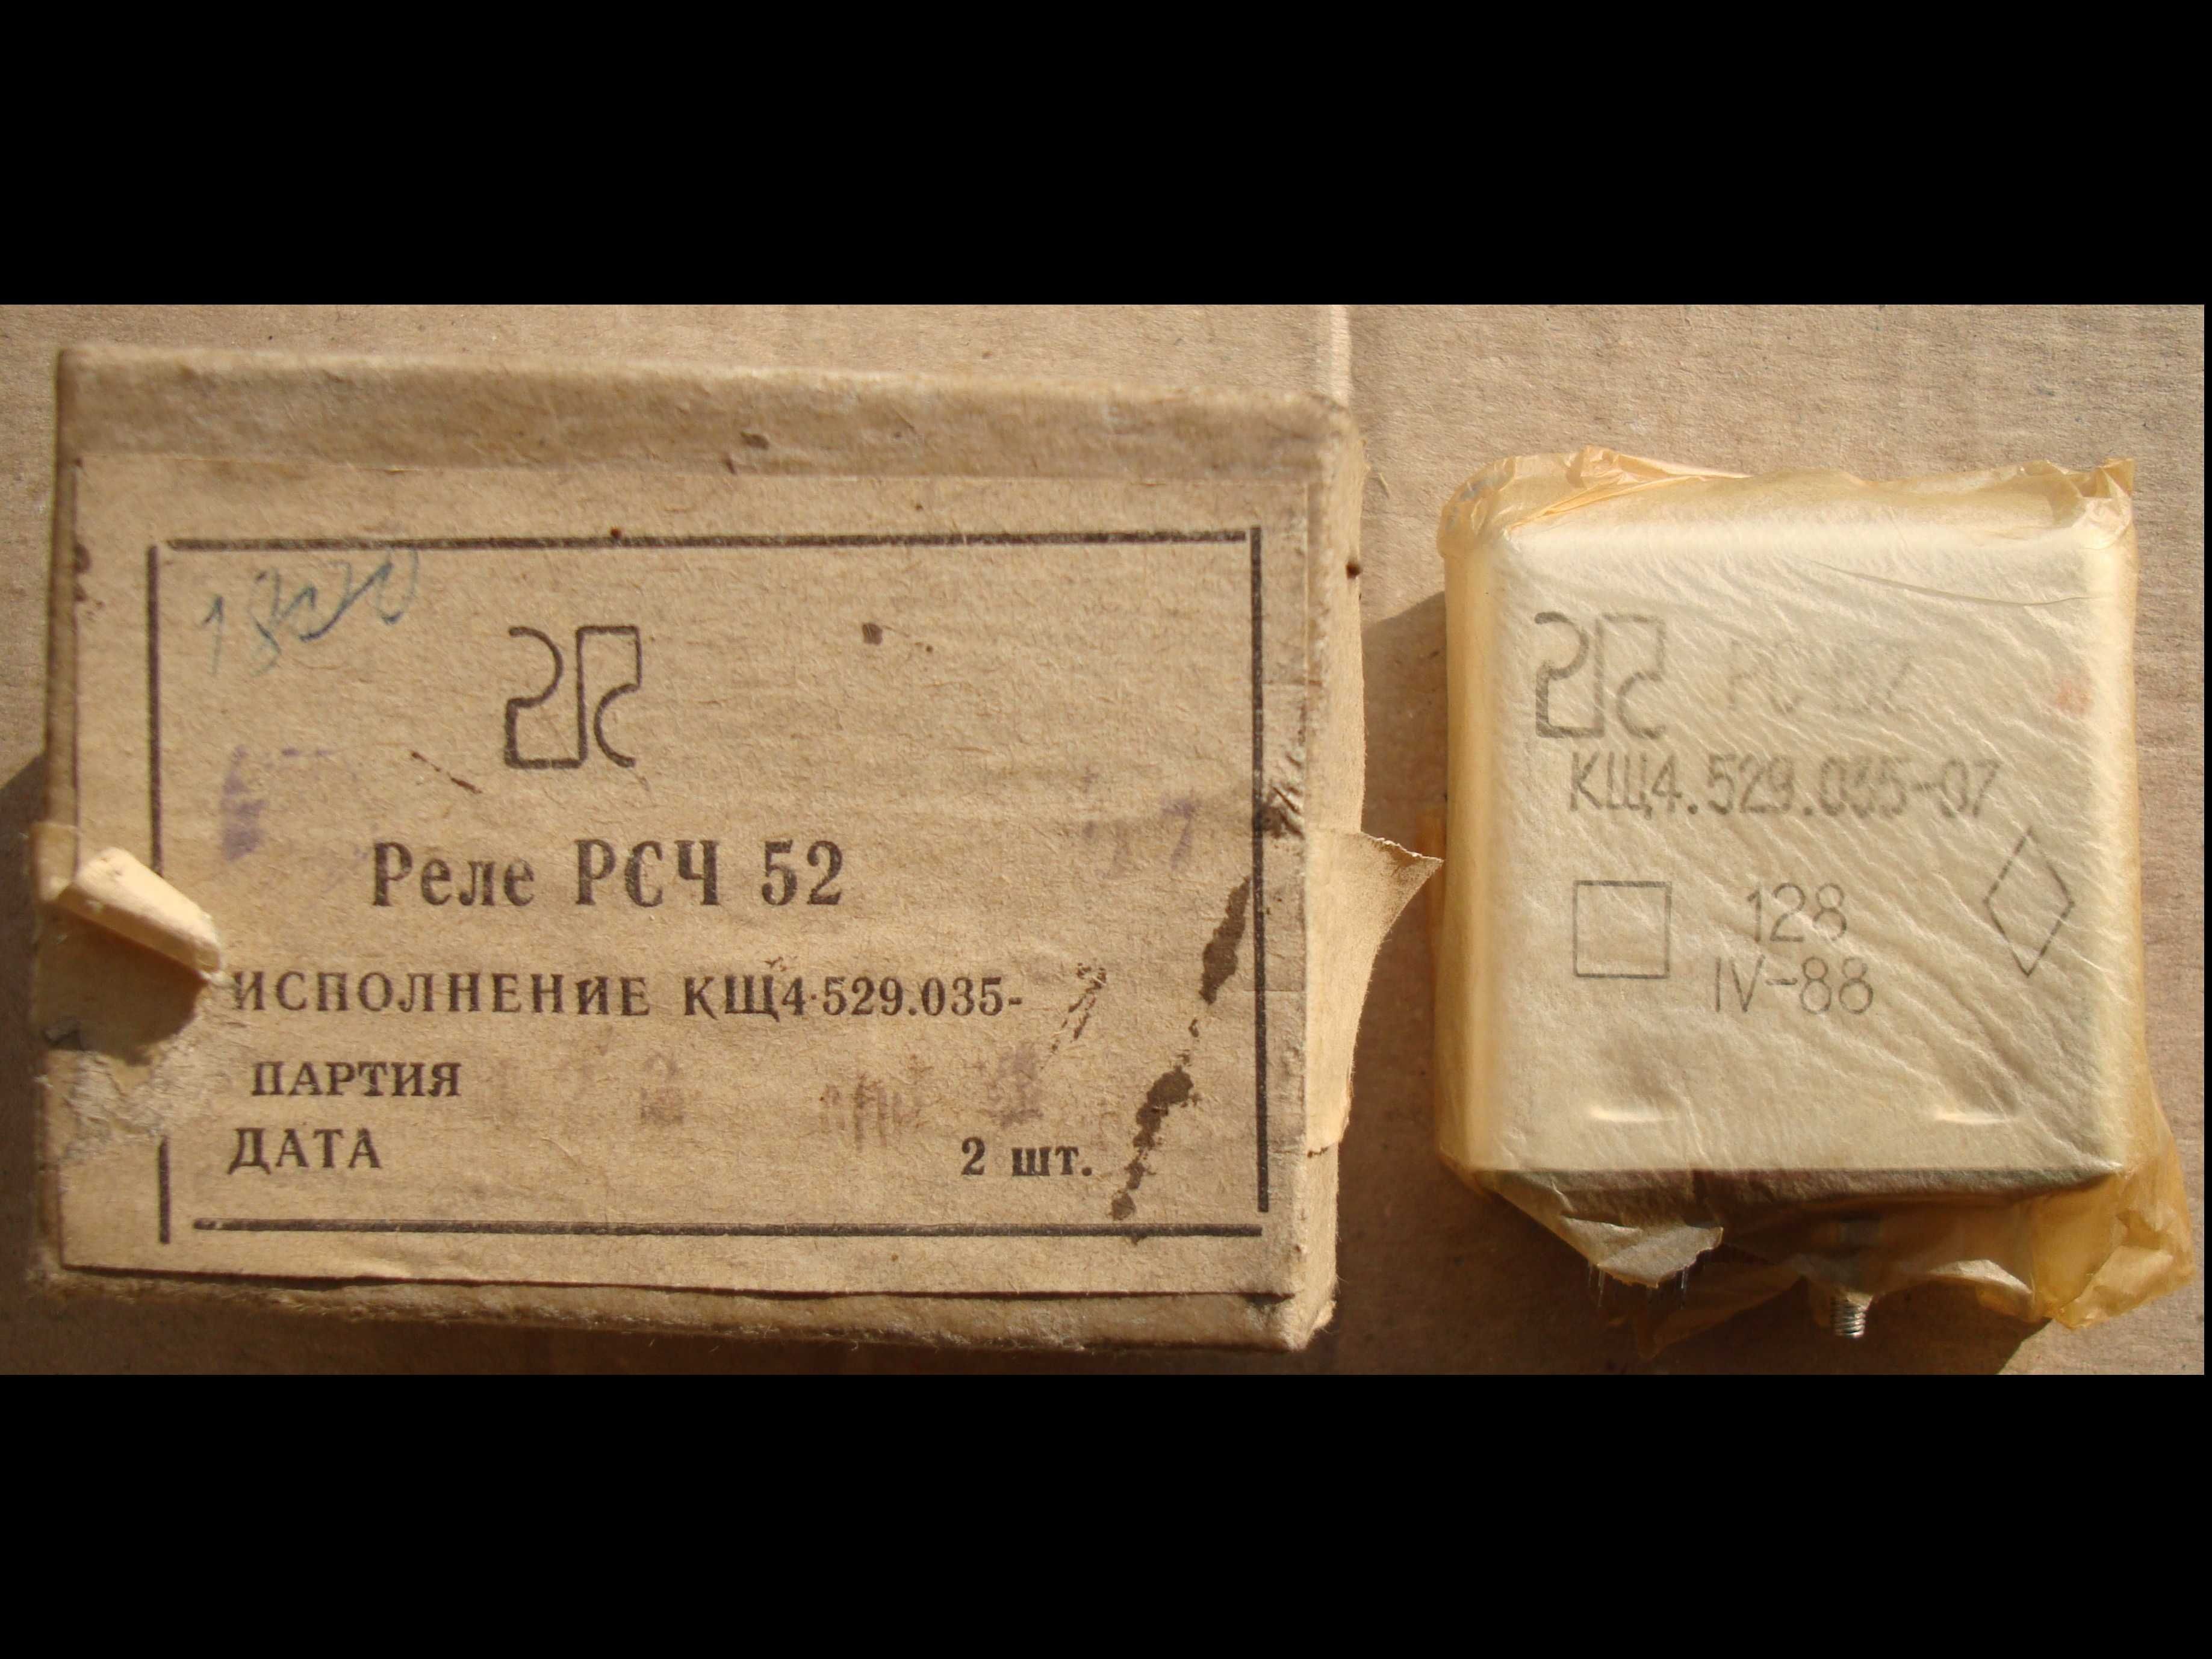 Реле РСЧ 52
ИСПОЛНЕНИЕ КЩ4.529.035-
ПАРТИЯ
ДАТА
2 шт.
КЩ4.529.035-07
128
IV-88